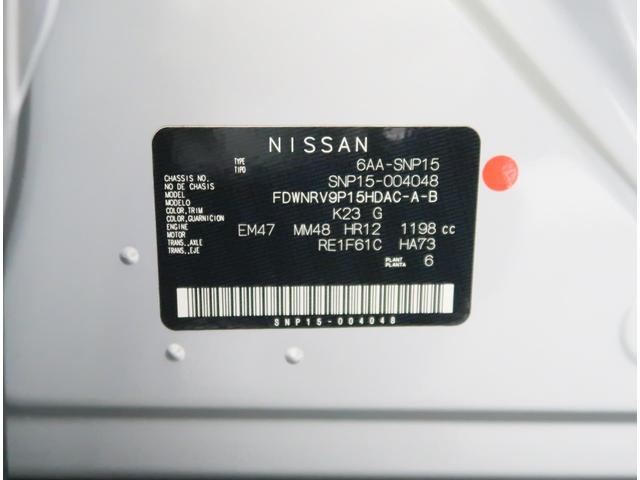 NISSAN
TYPE
TIPO 6AA-SNP15
CHASSIS NO. SNP15-004048
NO DE CHASSIS
MODEL FDWNRV9P15HDAC-A-B
MODELO
COLOR,TRIM K23 G
COLOR,GUARNICION
ENGINE EM47 MM48 HR12 1198 cc
MOTOR
TRANS.,AXLE RE1F61C HA73
TRANS.,EJE
PLANT
PLANTA 6
SNP15-004048